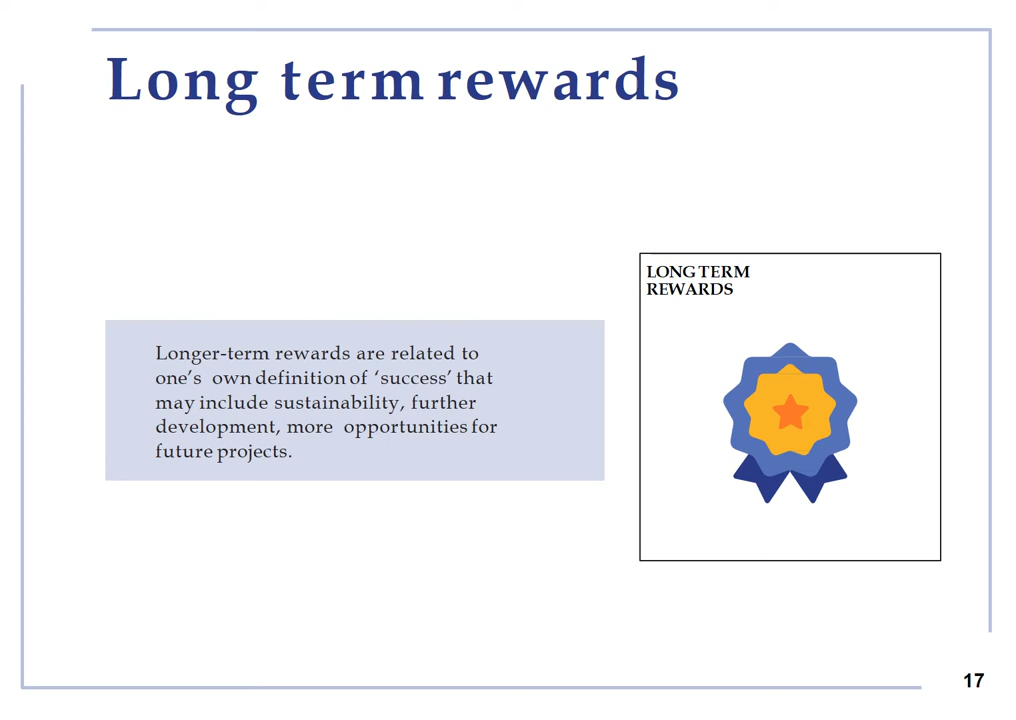 Long term rewards
LONG TERM
REWARDS
Longer-term rewards are related to
one’s own definition of ‘success’ that
may include sustainability, further
development, more opportunities for
future projects.
17